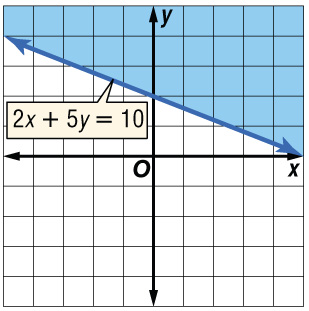 y
2x + 5y = 10
O
x